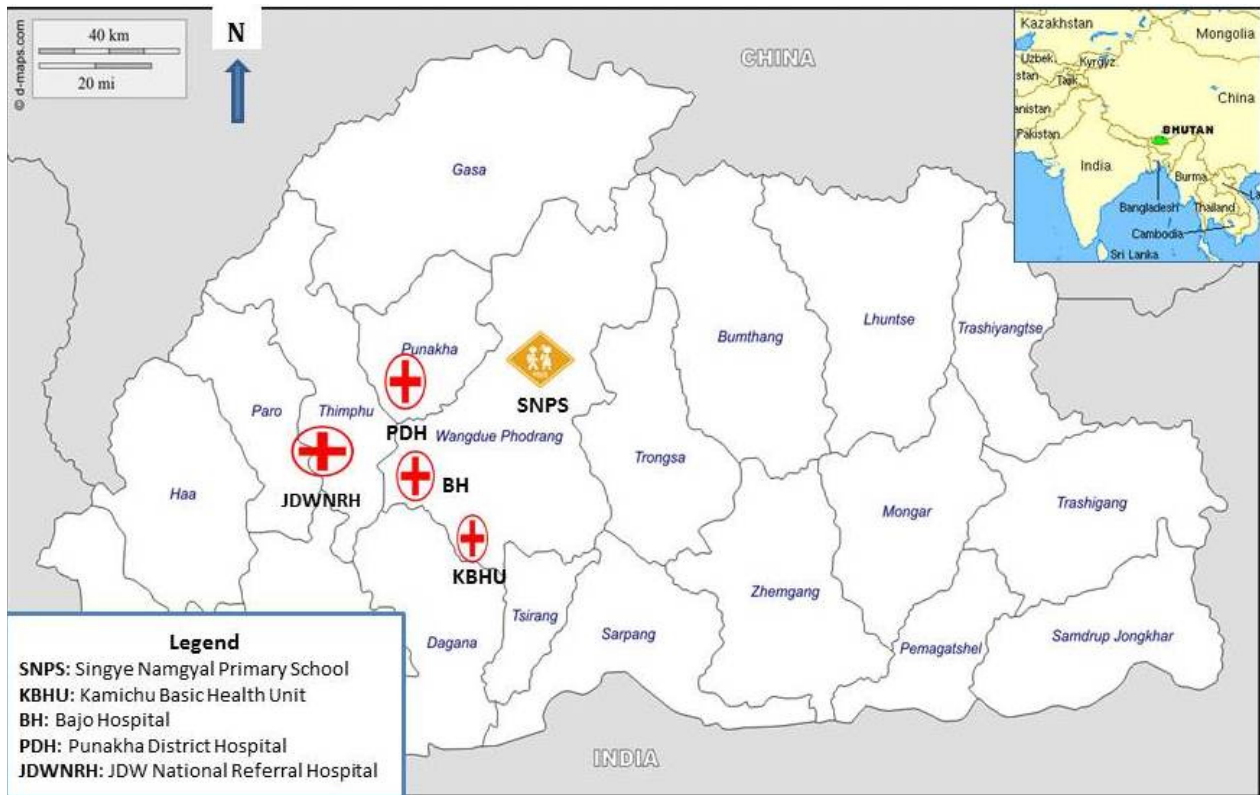 © d-maps.com
40 km
20 mi
N
CHINA
Kazakhstan
Mongolia
Uzbek.
Kyrgyz
stan
Tajik
China
anistan
Pakistan
BHUTAN
India
Burma
La
Bangladesh
Thailand
Cambodia
Sri Lanka
Gasa
Punakha
Bumthang
Lhuntse
Trashiyangtse
Paro
Thimphu
SNPS
PDH
Wangdue Phodrang
Trongsa
Haa
JDWNRH
BH
Mongar
Trashigang
KBHU
Zhemgang
Tsirang
Dagana
Sarpang
Pemagatshel
Samdrup Jongkhar
INDIA
Legend
SNPS: Singye Namgyal Primary School
KBHU: Kamichu Basic Health Unit
BH: Bajo Hospital
PDH: Punakha District Hospital
JDWNRH: JDW National Referral Hospital